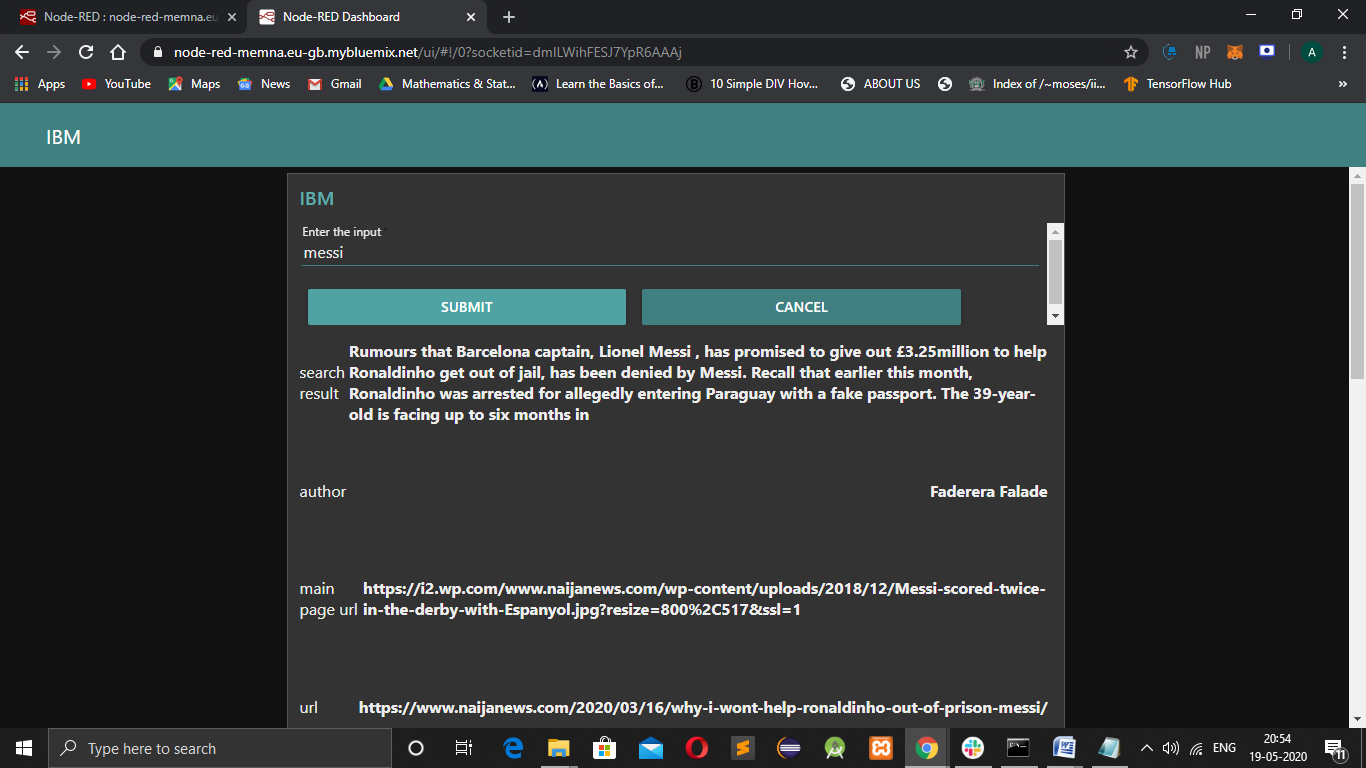 Node-RED : node-red-memna.eu
Node-RED Dashboard
node-red-memna.eu-gb.mybluemix.net/ui/#!/0?socketid=dmlLWihFESJ7YpR6AAAj
NP
A
Apps
YouTube
Maps
News
Gmail
Mathematics & Stat...
Learn the Basics of...
10 Simple DIV Hov...
ABOUT US
Index of /~moses/ii...
TensorFlow Hub
»
IBM
IBM
Enter the input
messi
SUBMIT
CANCEL
search result
Rumours that Barcelona captain, Lionel Messi , has promised to give out £3.25million to help
Ronaldinho get out of jail, has been denied by Messi. Recall that earlier this month,
Ronaldinho was arrested for allegedly entering Paraguay with a fake passport. The 39-year-
old is facing up to six months in
author
Faderera Falade
main page url
https://i2.wp.com/www.naijanews.com/wp-content/uploads/2018/12/Messi-scored-twice-
in-the-derby-with-Espanyol.jpg?resize=800%2C517&ssl=1
url
https://www.naijanews.com/2020/03/16/why-i-wont-help-ronaldinho-out-of-prison-messi/
Type here to search
ENG
20:54
19-05-2020
11